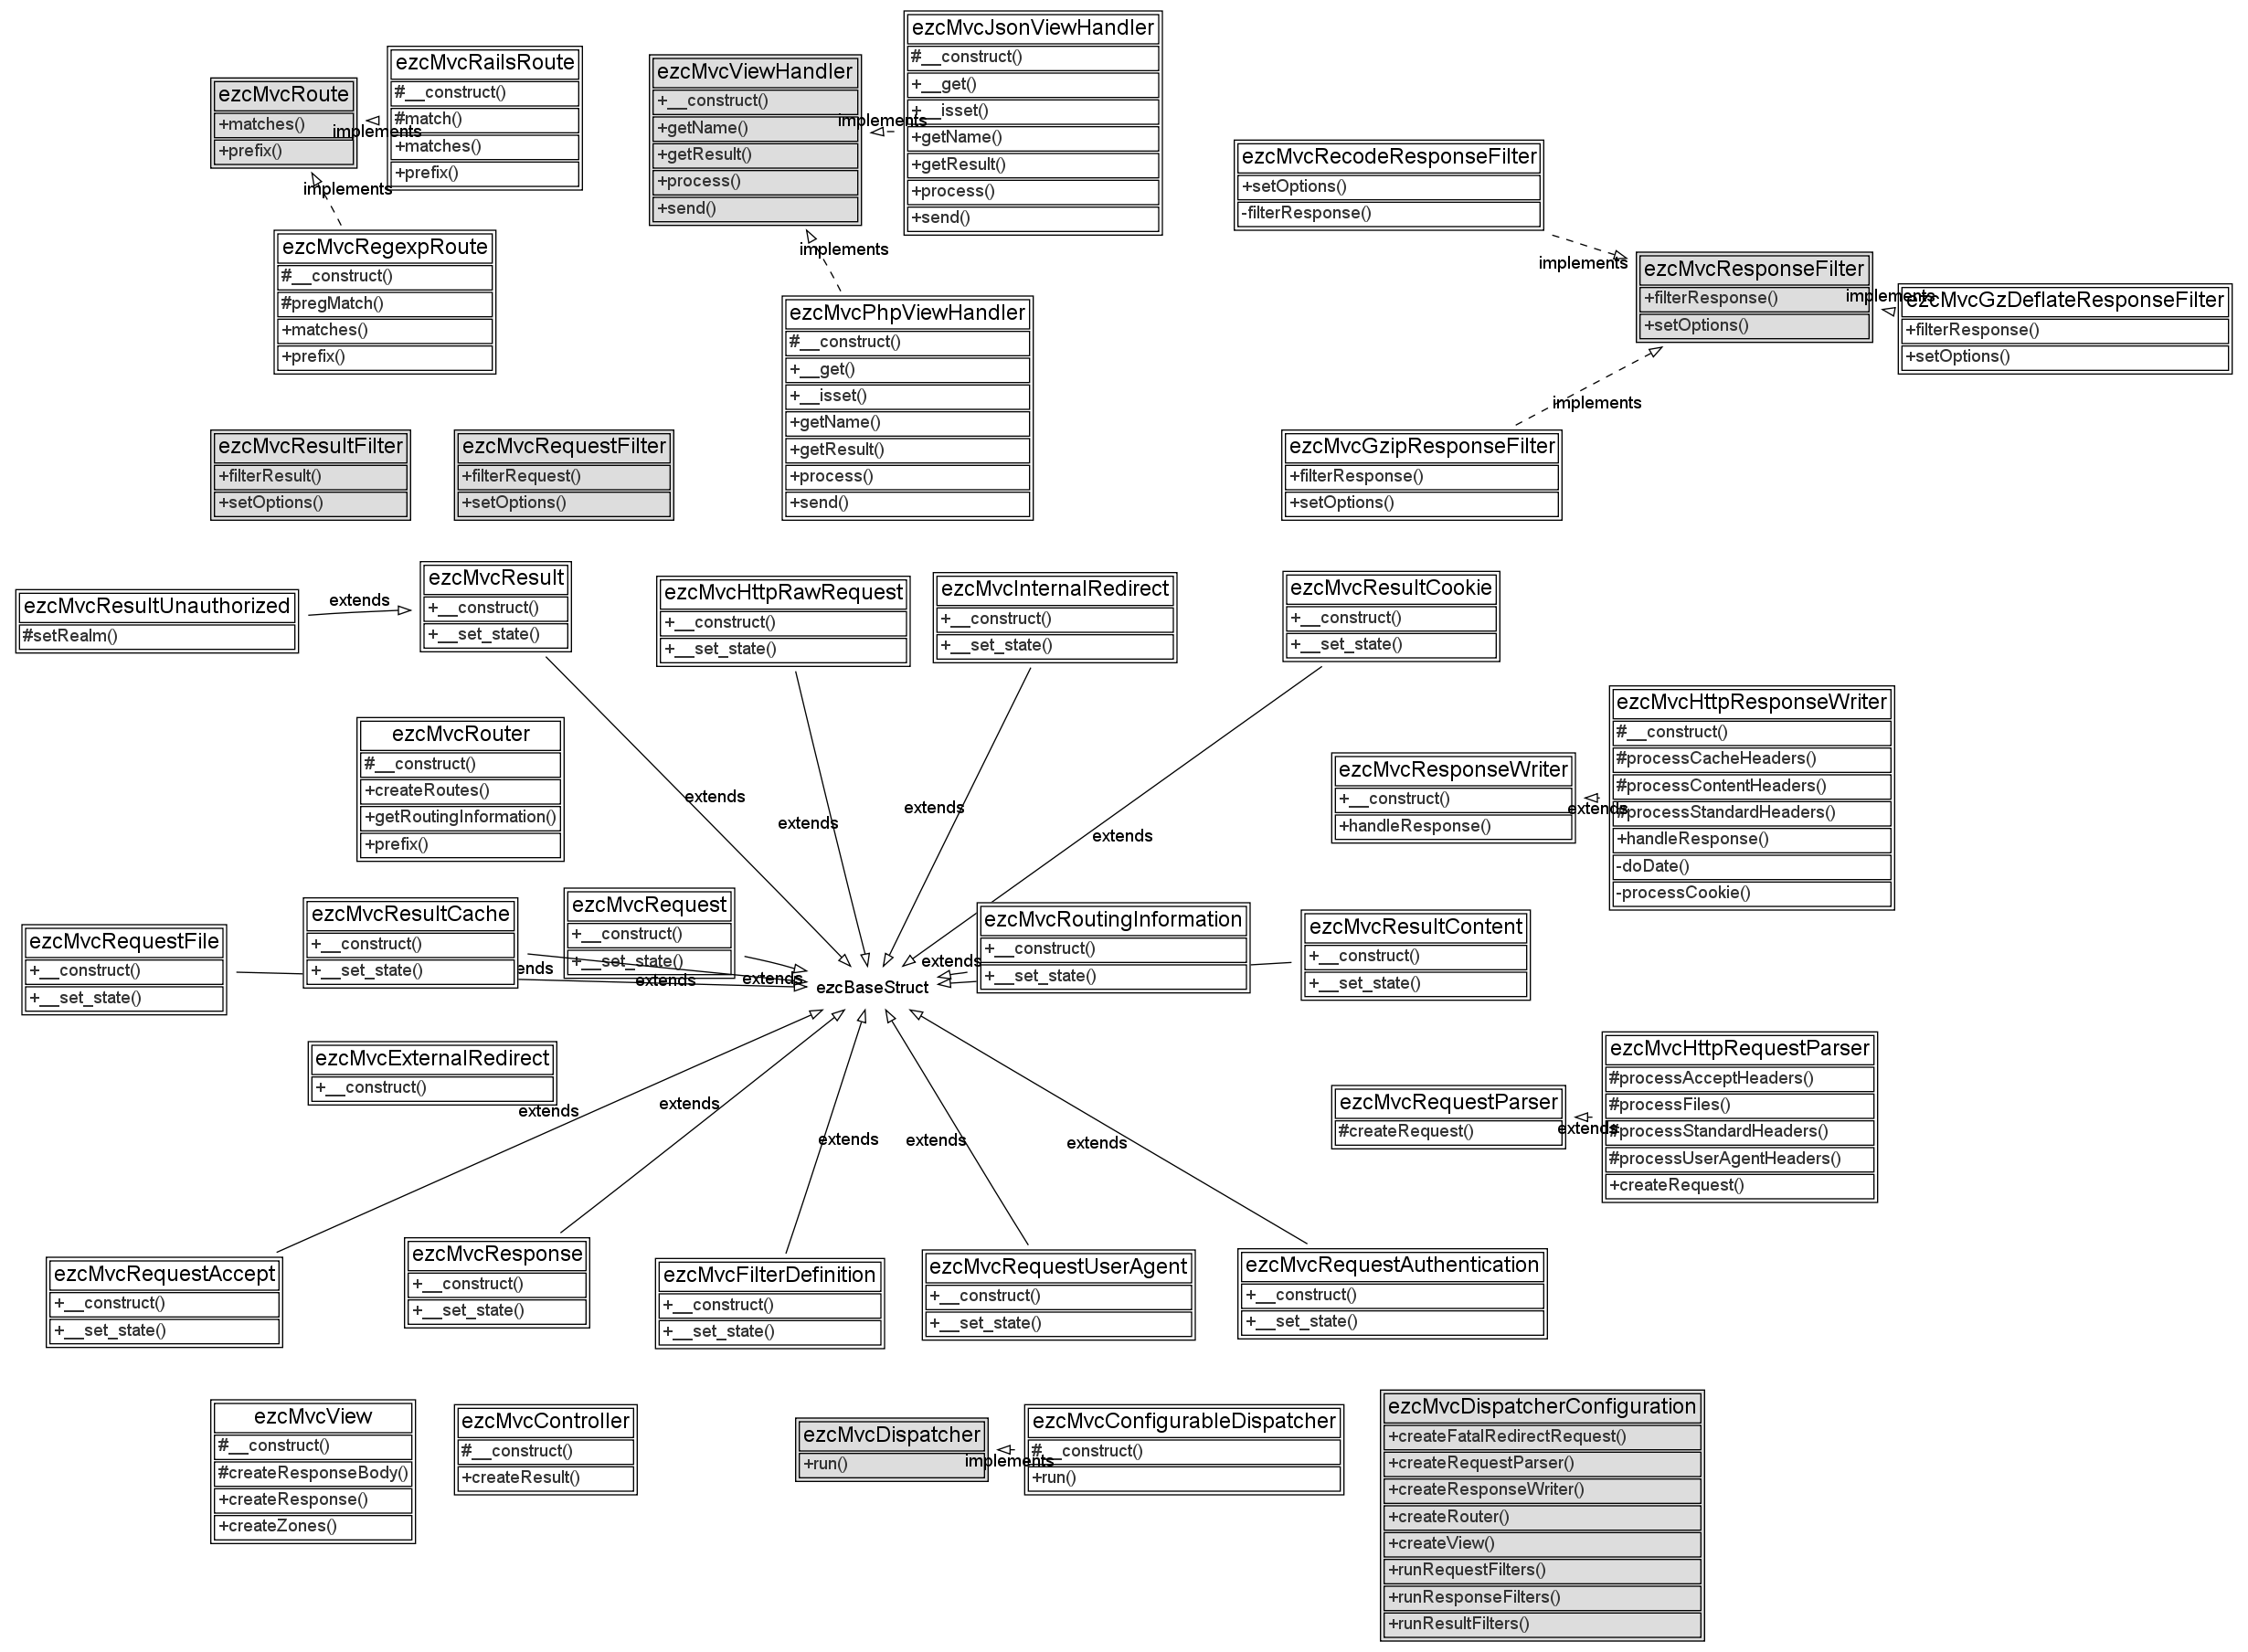 ezcMvcRoute
+matches()
+prefix()
implements
ezcMvcRailsRoute
#__construct()
#match()
+matches()
+prefix()
implements
ezcMvcRegexpRoute
#__construct()
#pregMatch()
+matches()
+prefix()
ezcMvcViewHandler
+__construct()
+getName()
+getResult()
+process()
+send()
implements
ezcMvcJsonViewHandler
#__construct()
+__get()
+__isset()
+getName()
+getResult()
+process()
+send()
implements
ezcMvcPhpViewHandler
#__construct()
+__get()
+__isset()
+getName()
+getResult()
+process()
+send()
ezcMvcRecodeResponseFilter
+setOptions()
-filterResponse()
implements
ezcMvcResponseFilter
+filterResponse()
+setOptions()
implements
ezcMvcGzDeflateResponseFilter
+filterResponse()
+setOptions()
implements
ezcMvcGzipResponseFilter
+filterResponse()
+setOptions()
ezcMvcResultFilter
+filterResult()
+setOptions()
ezcMvcRequestFilter
+filterRequest()
+setOptions()
ezcMvcResultUnauthorized
#setRealm()
extends
ezcMvcResult
+__construct()
+__set_state()
ezcMvcHttpRawRequest
+__construct()
+__set_state()
ezcMvcInternalRedirect
+__construct()
+__set_state()
ezcMvcResultCookie
+__construct()
+__set_state()
ezcMvcRouter
#__construct()
+createRoutes()
+getRoutingInformation()
+prefix()
extends
extends
extends
extends
ezcMvcResponseWriter
+__construct()
+handleResponse()
extends
ezcMvcHttpResponseWriter
#__construct()
#processCacheHeaders()
#processContentHeaders()
#processStandardHeaders()
+handleResponse()
-doDate()
-processCookie()
ezcMvcRequestFile
+__construct()
+__set_state()
ezcMvcResultCache
+__construct()
+__set_state()
ends
ezcMvcRequest
+__construct()
+__set_state()
extends
extends
ezcBaseStruct
extends
ezcMvcRoutingInformation
+__construct()
+__set_state()
ezcMvcResultContent
+__construct()
+__set_state()
ezcMvcExternalRedirect
+__construct()
extends
extends
extends
extends
extends
ezcMvcRequestParser
#createRequest()
extends
ezcMvcHttpRequestParser
#processAcceptHeaders()
#processFiles()
#processStandardHeaders()
#processUserAgentHeaders()
+createRequest()
ezcMvcRequestAccept
+__construct()
+__set_state()
ezcMvcResponse
+__construct()
+__set_state()
ezcMvcFilterDefinition
+__construct()
+__set_state()
ezcMvcRequestUserAgent
+__construct()
+__set_state()
ezcMvcRequestAuthentication
+__construct()
+__set_state()
ezcMvcView
#__construct()
#createResponseBody()
+createResponse()
+createZones()
ezcMvcController
#__construct()
+createResult()
ezcMvcDispatcher
+run()
implements
ezcMvcConfigurableDispatcher
#__construct()
+run()
ezcMvcDispatcherConfiguration
+createFatalRedirectRequest()
+createRequestParser()
+createResponseWriter()
+createRouter()
+createView()
+runRequestFilters()
+runResponseFilters()
+runResultFilters()